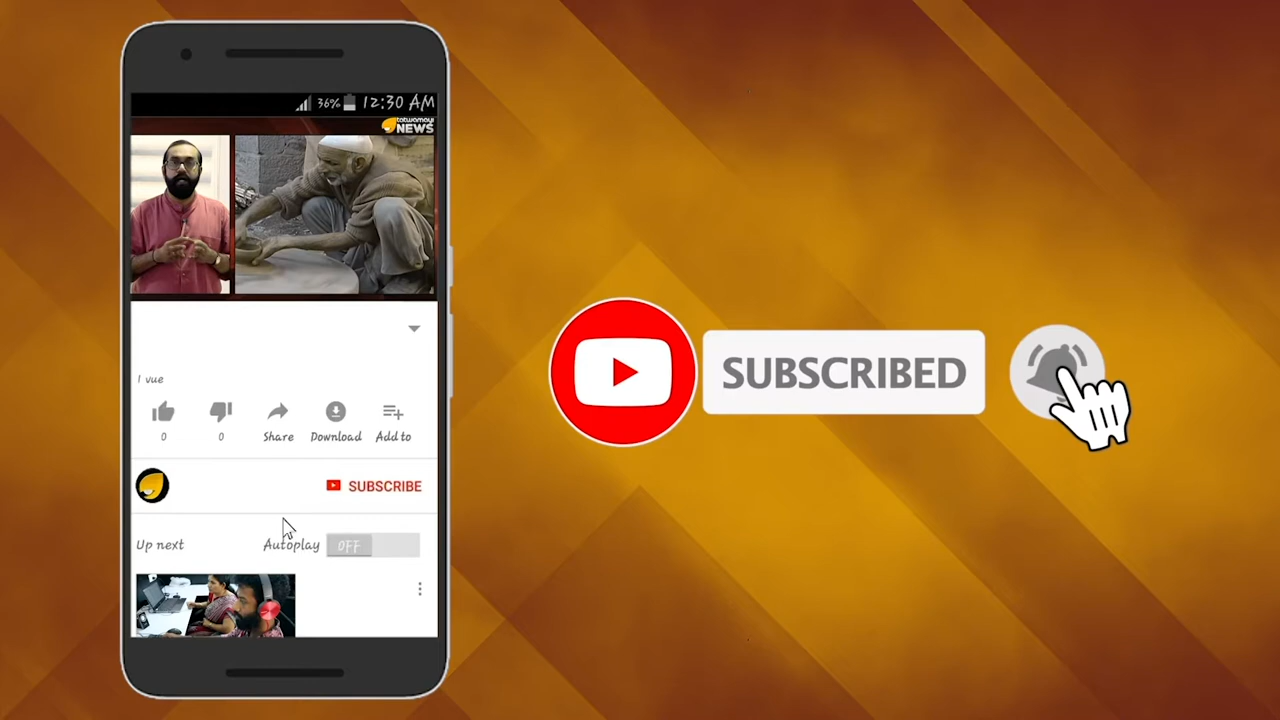 36% 12:30 AM
tatwamayi
NEWS
1 vue
0 0 Share Download Add to
SUBSCRIBE
Up next Autoplay OFF
SUBSCRIBED